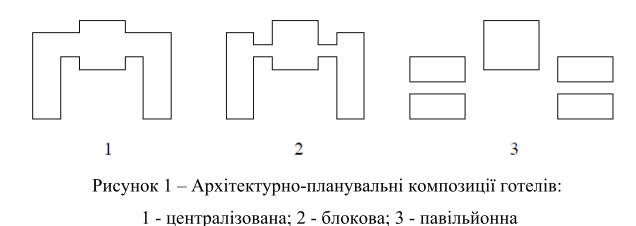 1 2 3
Рисунок 1 – Архітектурно-планувальні композиції готелів:
1 - централізована; 2 - блокова; 3 - павільйонна